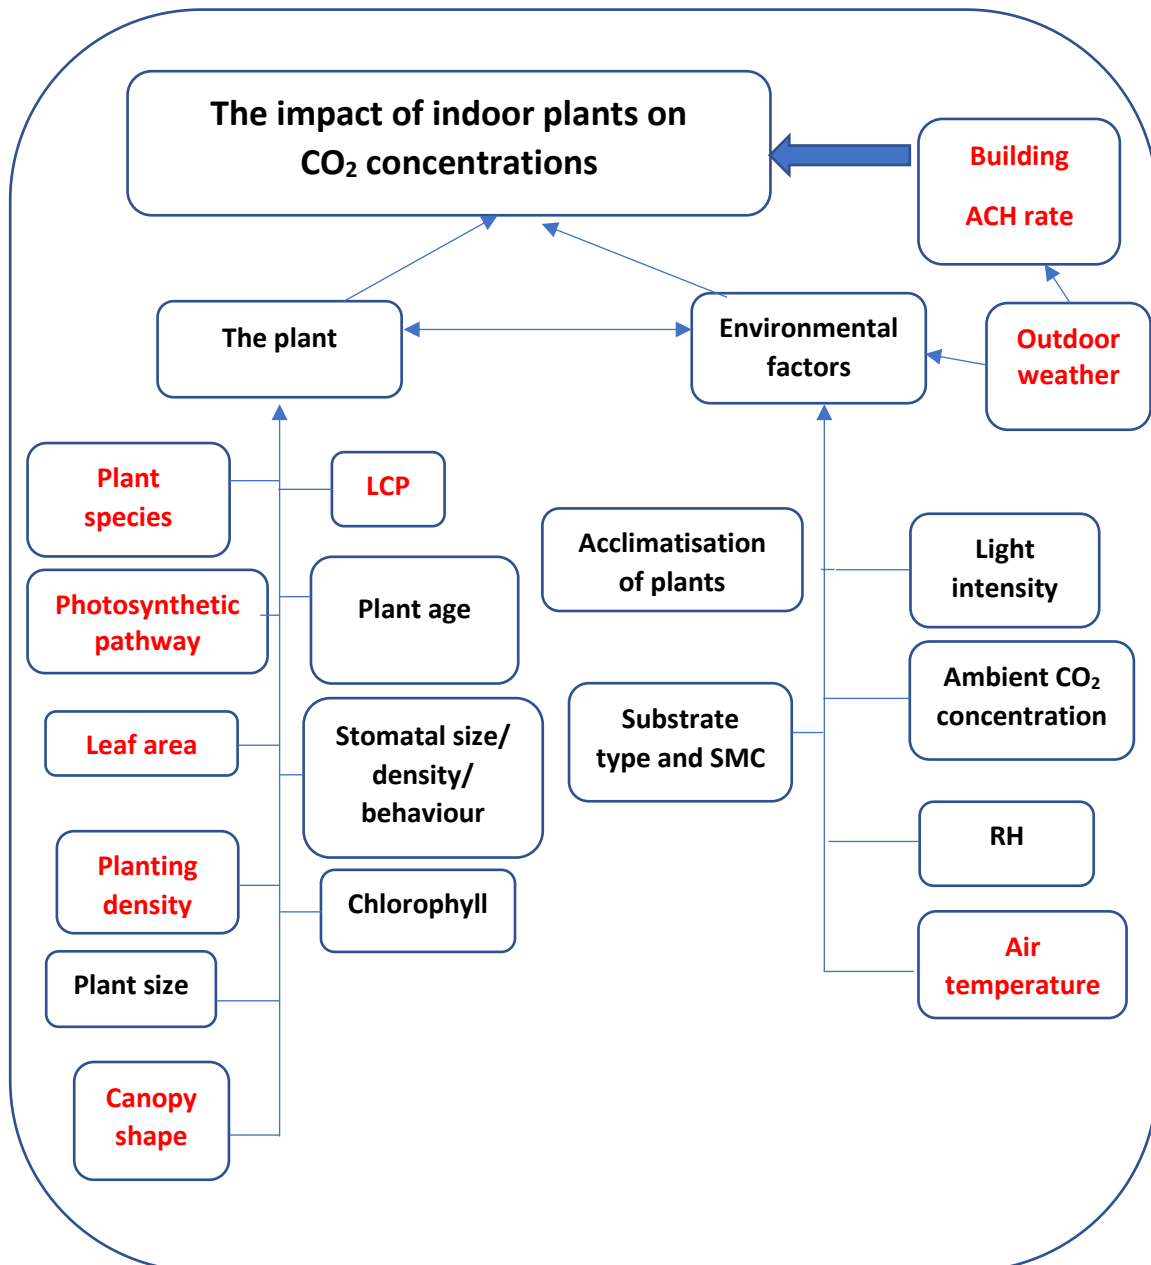 The impact of indoor plants on
CO₂ concentrations
Building
ACH rate
The plant
Environmental
factors
Outdoor
weather
Plant
species
LCP
Photosynthetic
pathway
Plant age
Leaf area
Stomatal size/
density/
behaviour
Planting
density
Chlorophyll
Plant size
Canopy
shape
Acclimatisation
of plants
Light
intensity
Substrate
type and SMC
Ambient CO₂
concentration
RH
Air
temperature